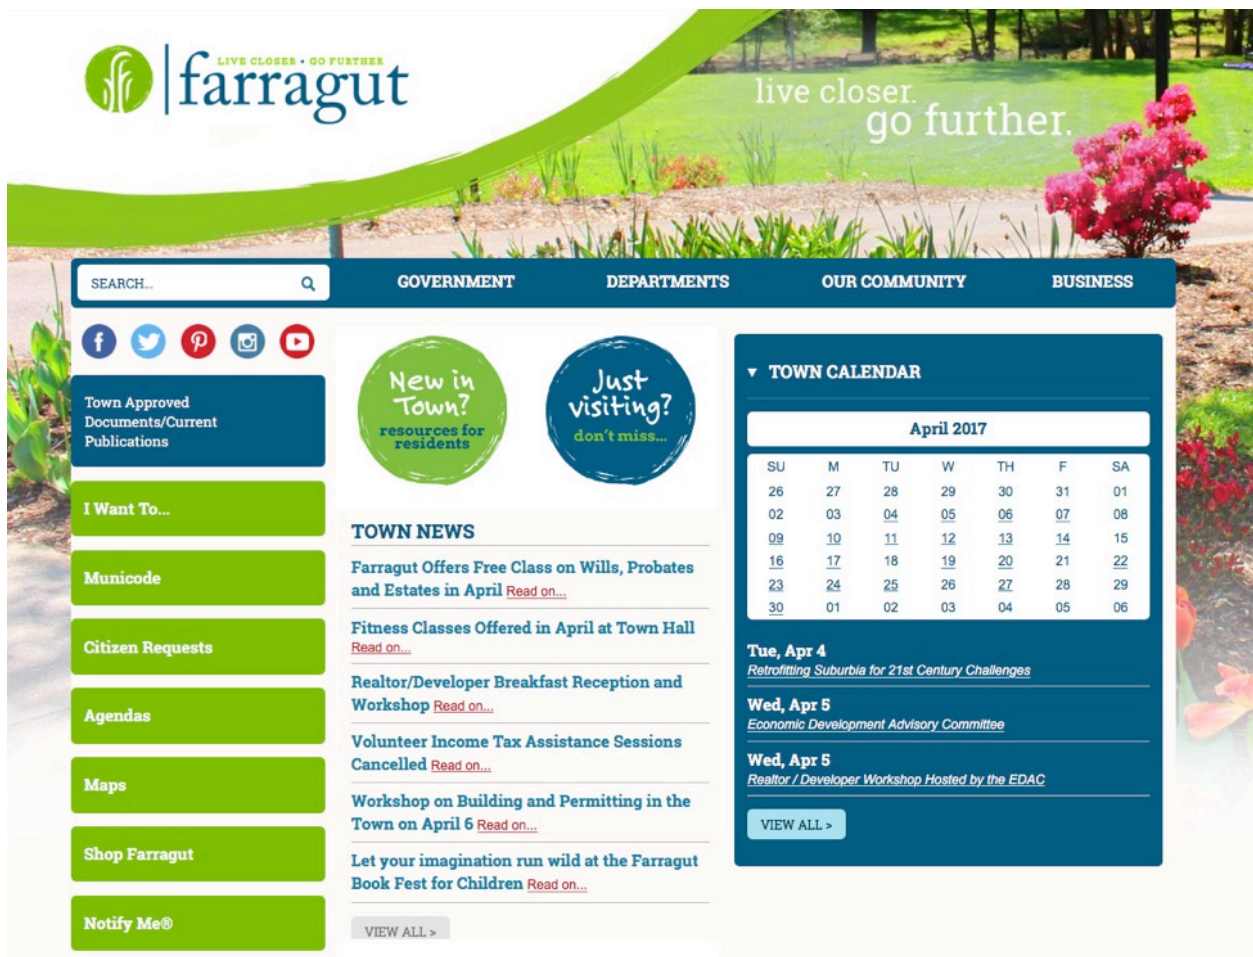 LIVE CLOSER • GO FURTHER
farragut
live closer.
go further.
SEARCH...
GOVERNMENT
DEPARTMENTS
OUR COMMUNITY
BUSINESS
Town Approved
Documents/Current
Publications
I Want To...
Municode
Citizen Requests
Agendas
Maps
Shop Farragut
Notify Me®
New in
Town?
resources for
residents
Just
visiting?
don't miss...
TOWN NEWS
Farragut Offers Free Class on Wills, Probates
and Estates in April Read on...
Fitness Classes Offered in April at Town Hall
Read on...
Realtor/Developer Breakfast Reception and
Workshop Read on...
Volunteer Income Tax Assistance Sessions
Cancelled Read on...
Workshop on Building and Permitting in the
Town on April 6 Read on...
Let your imagination run wild at the Farragut
Book Fest for Children Read on...
VIEW ALL >
▼ TOWN CALENDAR
April 2017
SU M TU W TH F SA
26 27 28 29 30 31 01
02 03 04 05 06 07 08
09 10 11 12 13 14 15
16 17 18 19 20 21 22
23 24 25 26 27 28 29
30 01 02 03 04 05 06
Tue, Apr 4
Retrofitting Suburbia for 21st Century Challenges
Wed, Apr 5
Economic Development Advisory Committee
Wed, Apr 5
Realtor / Developer Workshop Hosted by the EDAC
VIEW ALL >